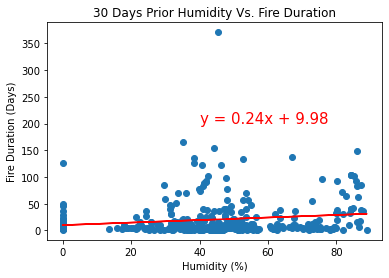 30 Days Prior Humidity Vs. Fire Duration
350
300
250
200
150
100
50
0
Fire Duration (Days)
y = 0.24x + 9.98
0 20 40 60 80
Humidity (%)